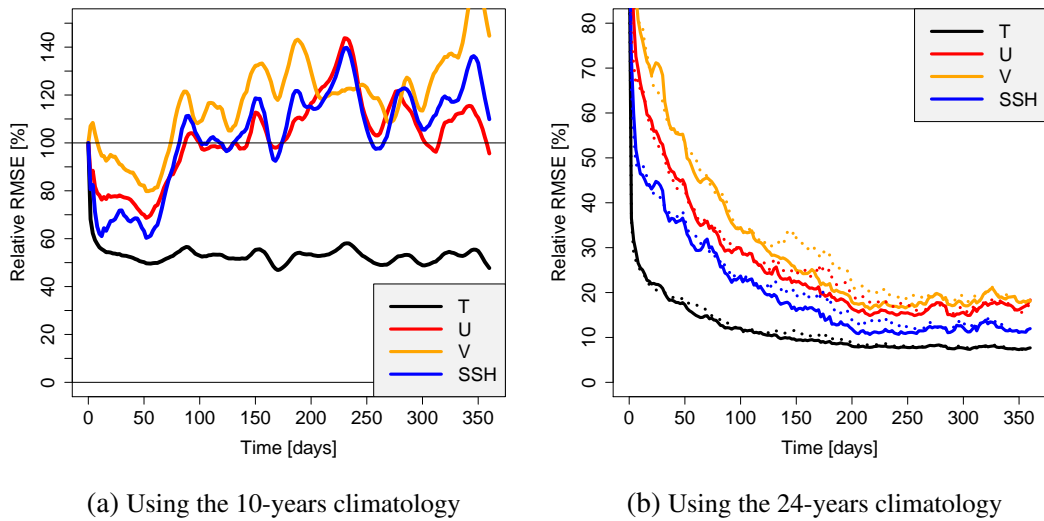 Relative RMSE [%]
0 20 40 60 80 100 120 140
T
U
V
SSH
0 50 100 150 200 250 300 350
Time [days]
(a) Using the 10-years climatology
Relative RMSE [%]
0 10 20 30 40 50 60 70 80
T
U
V
SSH
0 50 100 150 200 250 300 350
Time [days]
(b) Using the 24-years climatology